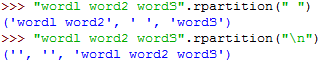 >>> "word1 word2 word3".rpartition(" ")
('word1 word2', ' ', 'word3')
>>> "word1 word2 word3".rpartition("\n")
('', '', 'word1 word2 word3')